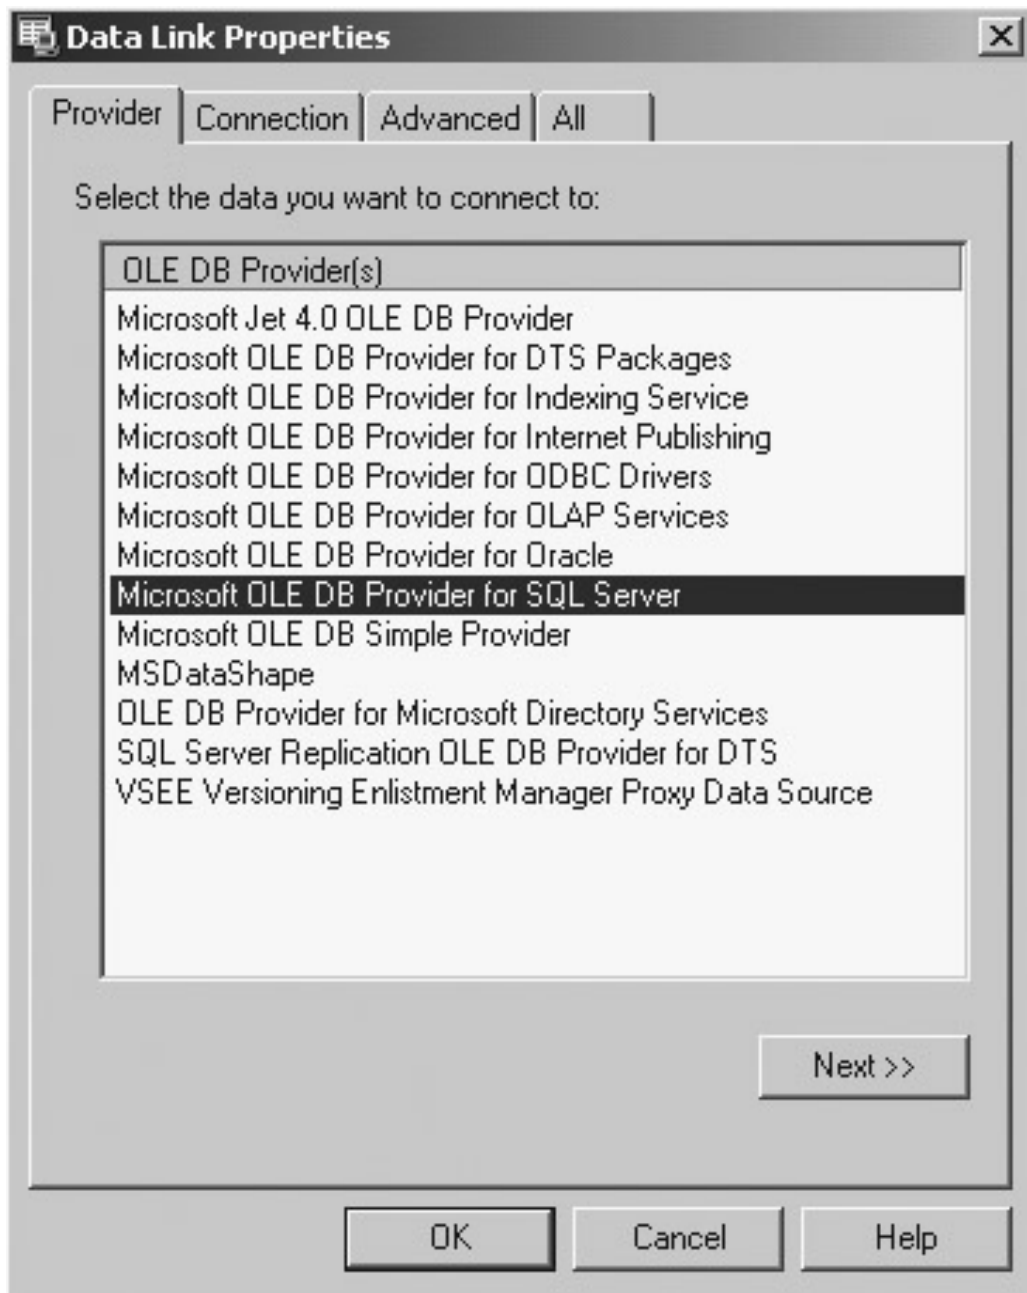 Data Link Properties
Provider Connection Advanced All
Select the data you want to connect to:
OLE DB Provider(s)
Microsoft Jet 4.0 OLE DB Provider
Microsoft OLE DB Provider for DTS Packages
Microsoft OLE DB Provider for Indexing Service
Microsoft OLE DB Provider for Internet Publishing
Microsoft OLE DB Provider for ODBC Drivers
Microsoft OLE DB Provider for OLAP Services
Microsoft OLE DB Provider for Oracle
Microsoft OLE DB Provider for SQL Server
Microsoft OLE DB Simple Provider
MSDataShape
OLE DB Provider for Microsoft Directory Services
SQL Server Replication OLE DB Provider for DTS
VSEE Versioning Enlistment Manager Proxy Data Source
Next >>
OK Cancel Help